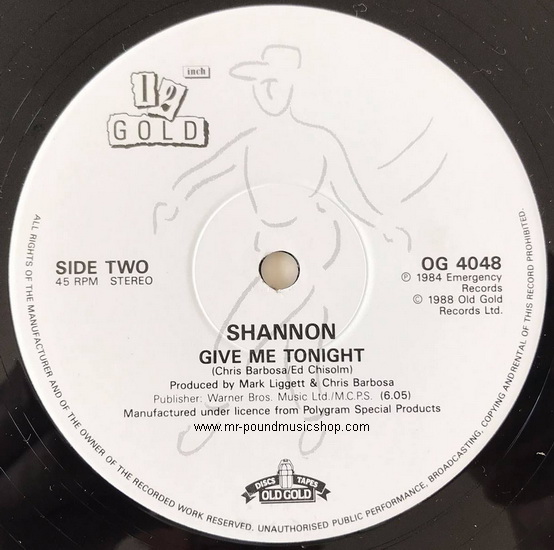 12 inch
GOLD
SIDE TWO
45 RPM STEREO
OG 4048
℗ 1984 Emergency
Records
© 1988 Old Gold
Records Ltd.
SHANNON
GIVE ME TONIGHT
(Chris Barbosa/Ed Chisolm)
Produced by Mark Liggett & Chris Barbosa
Publisher: Warner Bros. Music Ltd./M.C.P.S. (6.05)
Manufactured under licence from Polygram Special Products
www.mr-poundmusicshop.com
DISCS TAPES
OLD GOLD
ALL RIGHTS OF THE MANUFACTURER AND OF THE OWNER OF THE RECORDED WORK RESERVED. UNAUTHORISED PUBLIC PERFORMANCE, BROADCASTING, COPYING AND RENTAL OF THIS RECORD PROHIBITED.